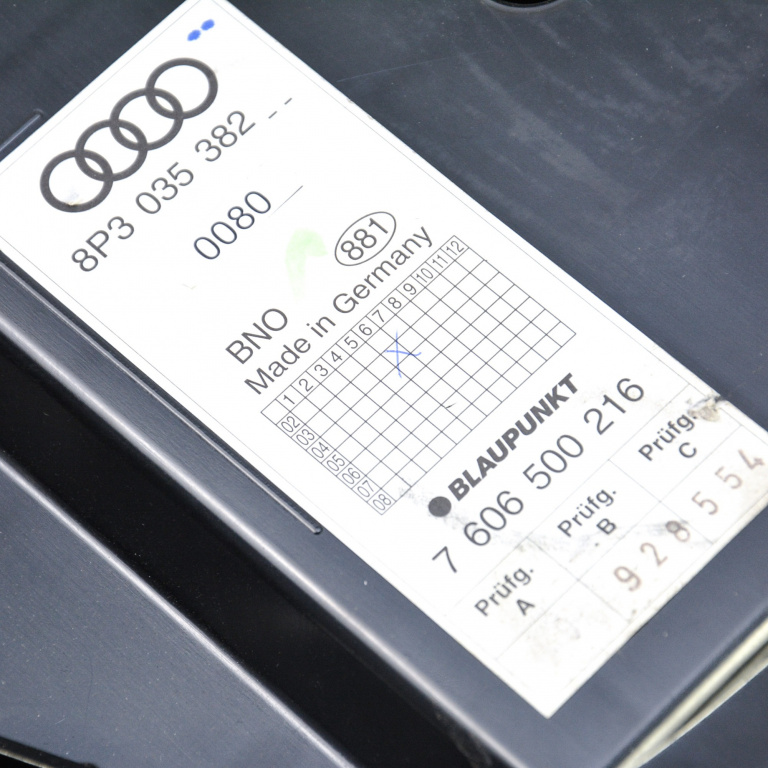 8P3 035 382 --
0080
881
BNO
Made in Germany
1 2 3 4 5 6 7 8 9 10 11 12
02
03
04
05
06
07
08
BLAUPUNKT
7 606 500 216
Prüfg. A
Prüfg. B
Prüfg. C
928554